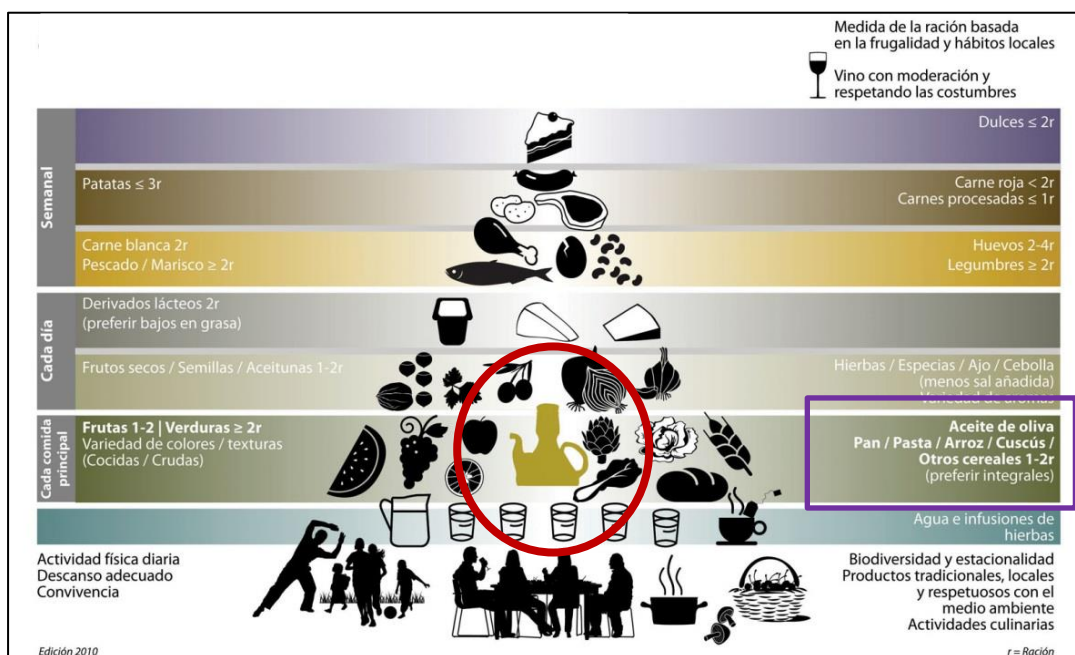 Medida de la ración basada
en la frugalidad y hábitos locales
Vino con moderación y
respetando las costumbres
Semanal
Dulces ≤ 2r
Patatas ≤ 3r
Carne roja < 2r
Carnes procesadas ≤ 1r
Carne blanca 2r
Pescado / Marisco ≥ 2r
Huevos 2-4r
Legumbres ≥ 2r
Cada día
Derivados lácteos 2r
(preferir bajos en grasa)
Frutos secos / Semillas / Aceitunas 1-2r
Hierbas / Especias / Ajo / Cebolla
(menos sal añadida)
Variedad de aromas
Cada comida
principal
Frutas 1-2 | Verduras ≥ 2r
Variedad de colores / texturas
(Cocidas / Crudas)
Aceite de oliva
Pan / Pasta / Arroz / Cuscús /
Otros cereales 1-2r
(preferir integrales)
Agua e infusiones de
hierbas
Actividad física diaria
Descanso adecuado
Convivencia
Biodiversidad y estacionalidad
Productos tradicionales, locales
y respetuosos con el
medio ambiente
Actividades culinarias
Edición 2010
r = Ración